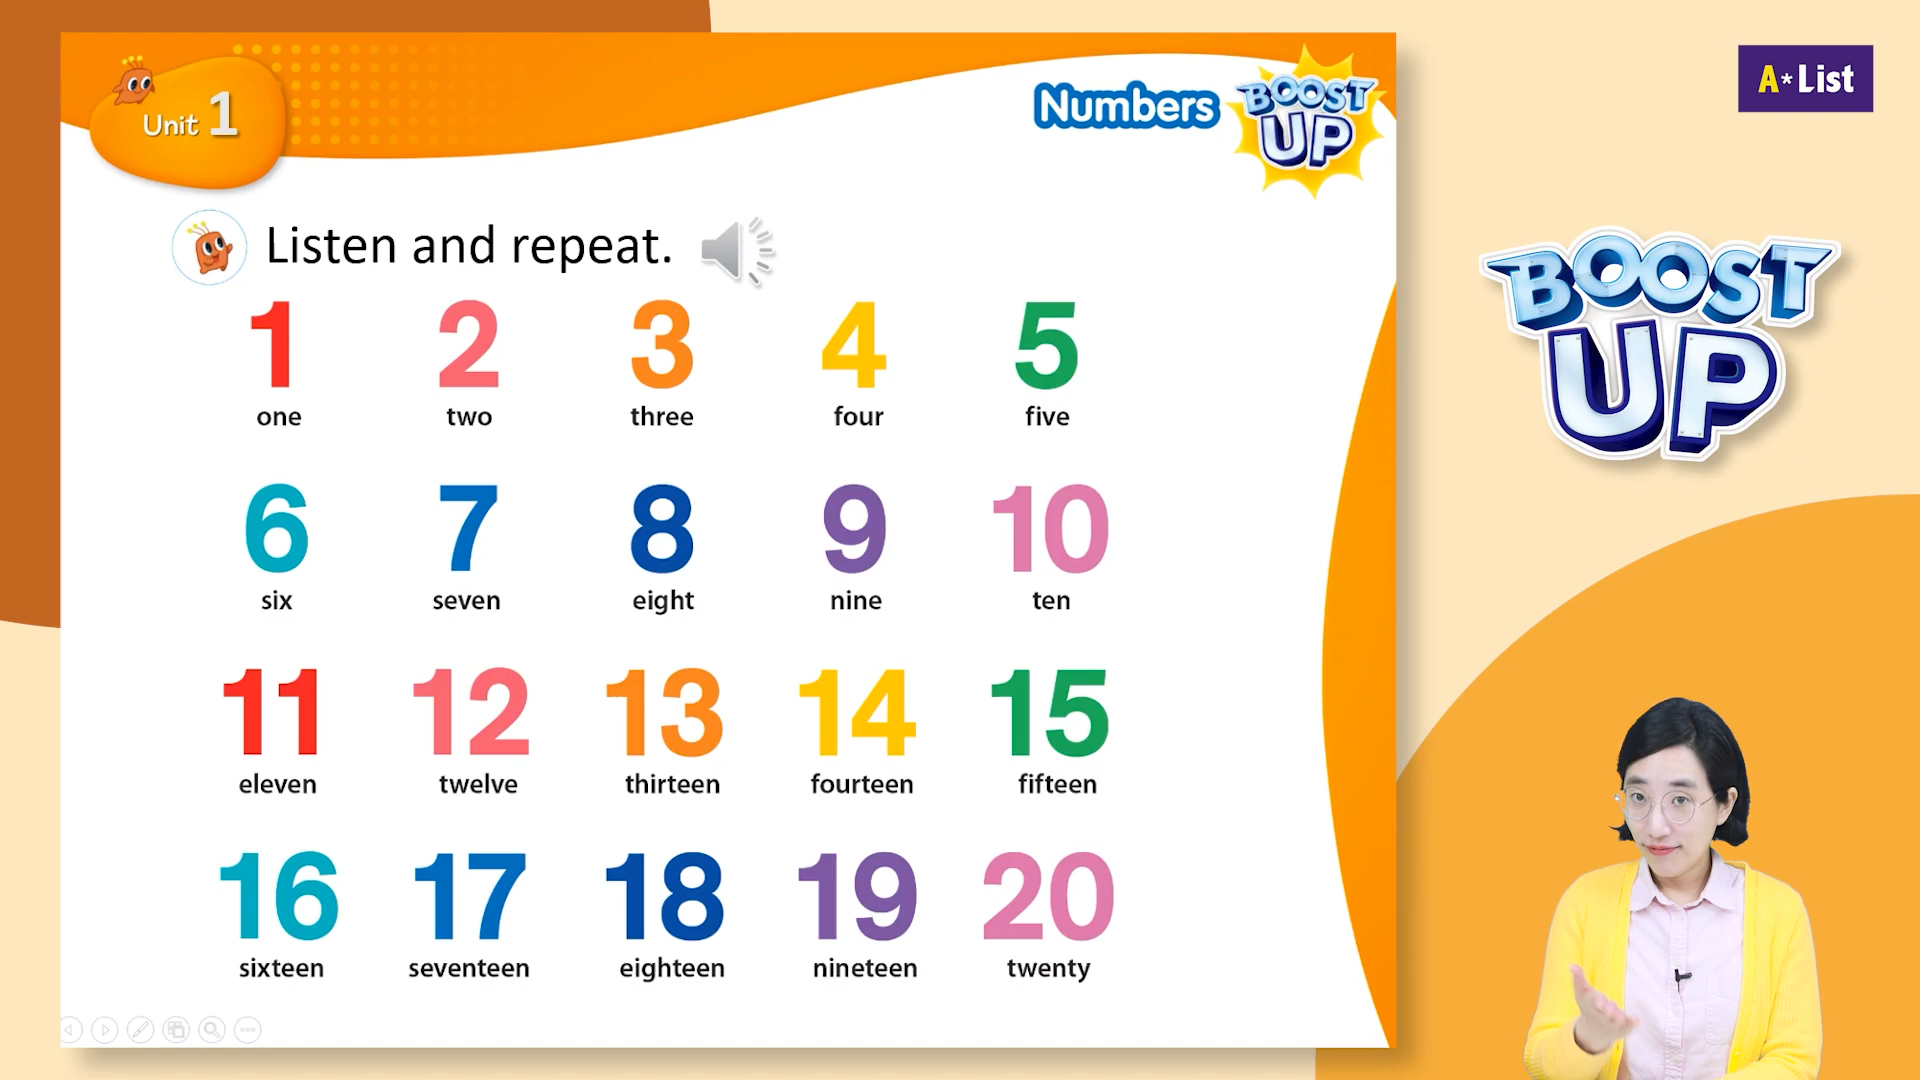 Unit 1
Numbers
BOOST
UP
A*List
Listen and repeat.
BOOST
UP
1 2 3 4 5
one two three four five
6 7 8 9 10
six seven eight nine ten
11 12 13 14 15
eleven twelve thirteen fourteen fifteen
16 17 18 19 20
sixteen seventeen eighteen nineteen twenty